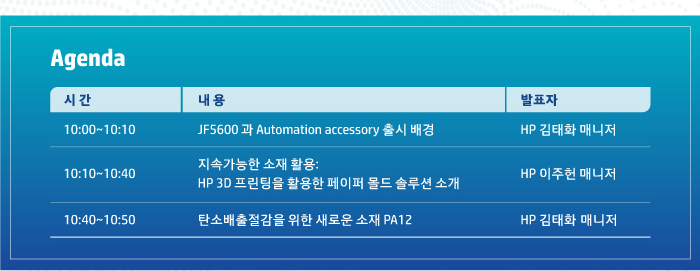 Agenda
시 간 내 용 발표자
10:00~10:10 JF5600 과 Automation accessory 출시 배경 HP 김태화 매니저
지속가능한 소재 활용:
10:10~10:40 HP 3D 프린팅을 활용한 페이퍼 몰드 솔루션 소개 HP 이주헌 매니저
10:40~10:50 탄소배출절감을 위한 새로운 소재 PA12 HP 김태화 매니저